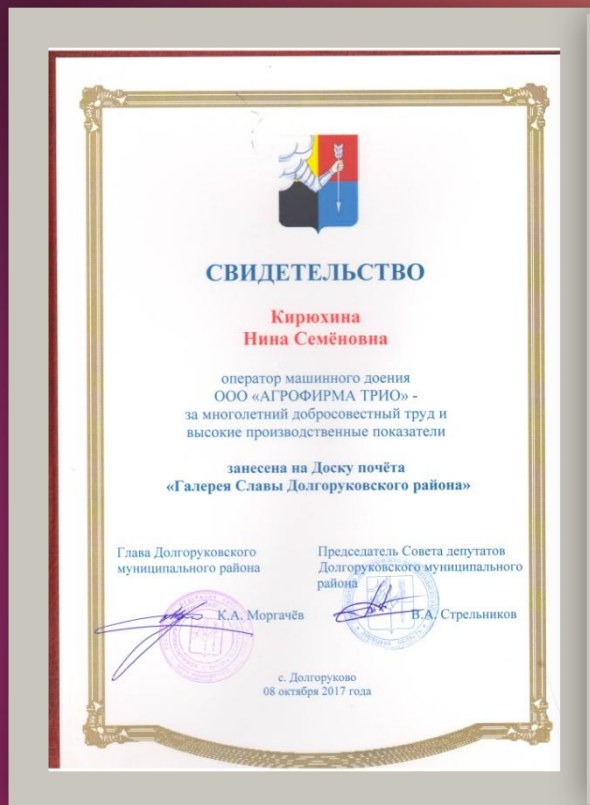 СВИДЕТЕЛЬСТВО
Кирюхина
Нина Семёновна
оператор машинного доения
ООО «АГРОФИРМА ТРИО» -
за многолетний добросовестный труд и
высокие производственные показатели
занесена на Доску почёта
«Галерея Славы Долгоруковского района»
Глава Долгоруковского
муниципального района
К.А. Моргачёв
Председатель Совета депутатов
Долгоруковского муниципального
района
В.А. Стрельников
с. Долгоруково
08 октября 2017 года